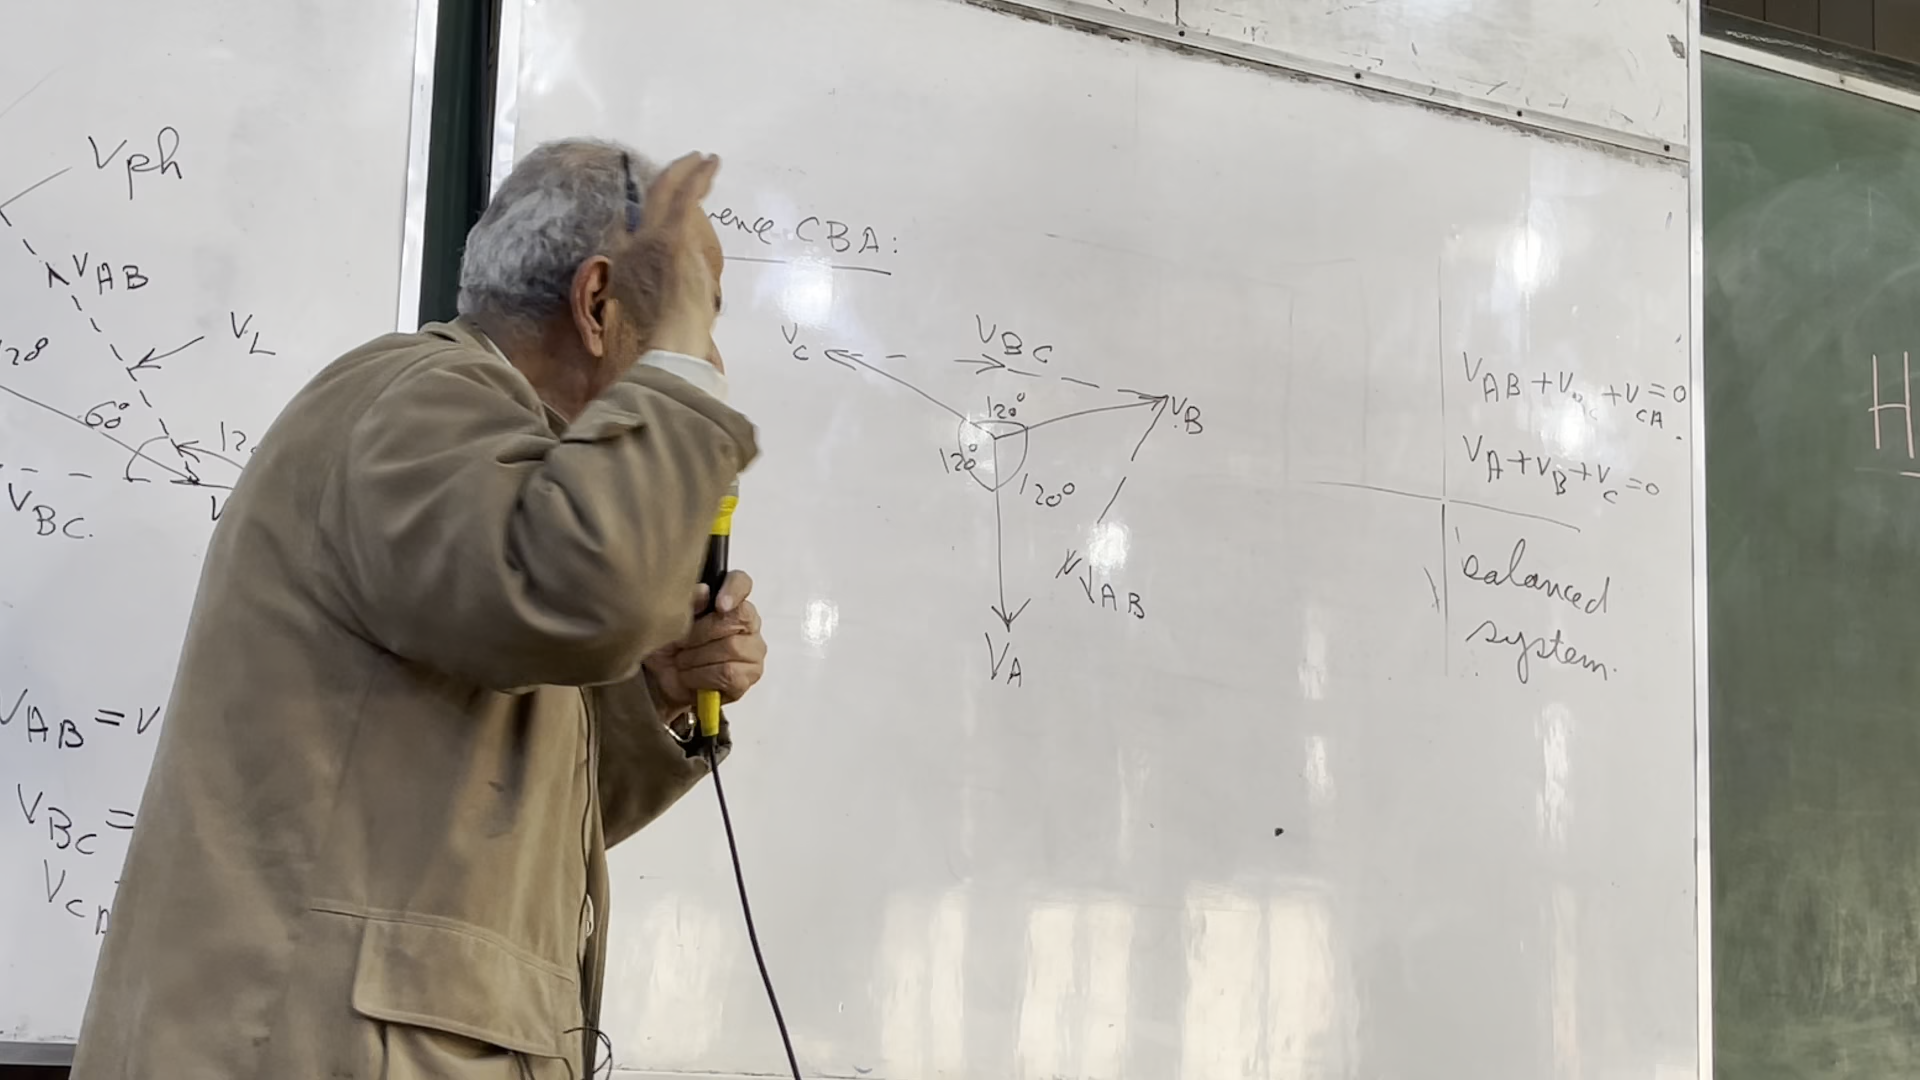 Vph
VAB
VL
60°
VBC.
VAB = V
VBC =
VC
CBA:
VC
VBC
VB
120°
120°
120°
VAB
VA
VAB + V + VCA = 0
VA + VB + VC = 0
balanced
system.
H